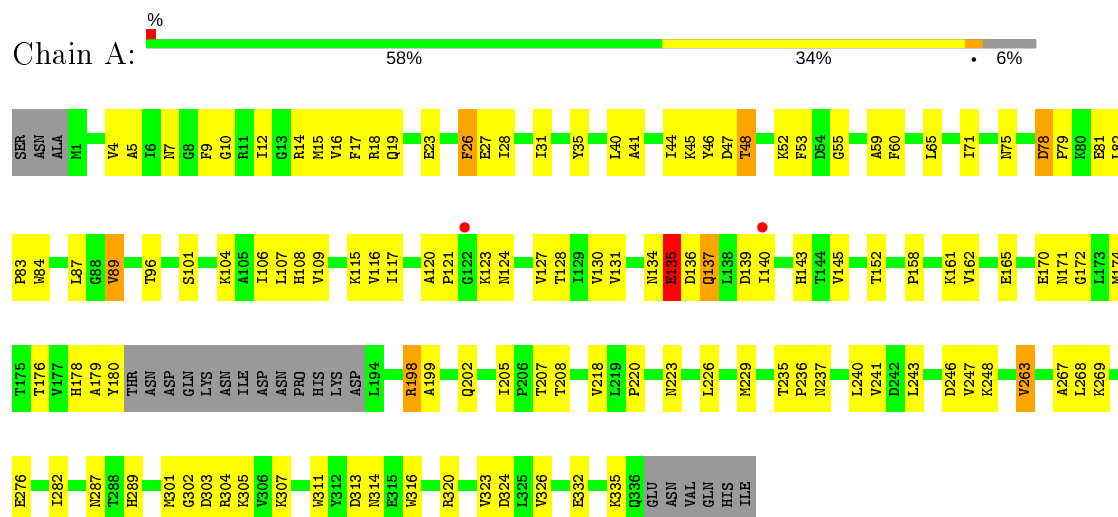 %
Chain A:
58% 34% • 6%
SER ASN ALA M1 V4 A5 I6 N7 G8 F9 G10 R11 I12 G13 R14 M15 V16 F17 R18 Q19 E23 F26 E27 I28 I31 Y35 L40 A41 I44 K45 Y46 D47 T48 K52 F53 D54 G55 A59 F60 L65 I71 N75 D78 P79 K80 E81
P83 W84 L87 G88 V89 T96 S101 K104 A105 I106 L107 H108 V109 K115 V116 I117 A120 P121 G122 K123 N124 V127 T128 I129 V130 V131 N134 E135 D136 Q137 L138 D139 I140 H143 T144 V145 T152 P158 K161 V162 E165 E170 N171 G172 L173 M174
T175 T176 V177 H178 A179 Y180 THR ASN ASP GLN LYS ASN ILE ASP ASN PRO HIS LYS ASP L194 R198 A199 Q202 I205 P206 T207 T208 V218 L219 P220 N223 L226 M229 T235 P236 N237 L240 V241 D242 L243 D246 V247 K248 V263 A267 L268 K269
E276 I282 N287 T288 H289 M301 G302 D303 R304 K305 V306 K307 W311 Y312 D313 N314 E315 W316 R320 V323 D324 L325 V326 E332 K335 Q336 GLU ASN VAL GLN HIS ILE